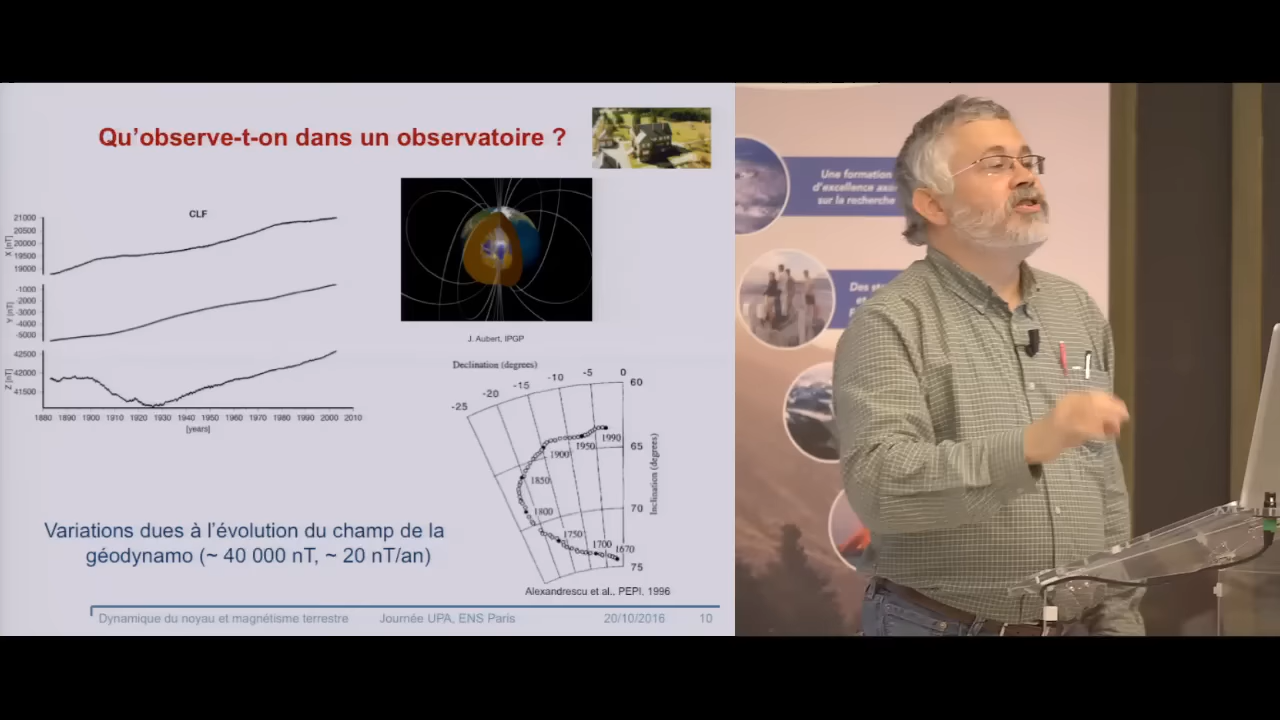 Qu'observe-t-on dans un observatoire ?
CLF
21000
20500
20000
19500
19000
X [nT]
-1000
-2000
-3000
-4000
-5000
Y [nT]
42500
42000
41500
Z [nT]
1880 1890 1900 1910 1920 1930 1940 1950 1960 1970 1980 1990 2000 2010
[years]
J. Aubert, IPGP
Declination (degrees)
-25 -20 -15 -10 -5 0
60
65
70
75
Inclination (degrees)
1990
1950
1900
1850
1800
1750
1700
1670
Alexandrescu et al., PEPI, 1996
Variations dues à l'évolution du champ de la
géodynamo (~ 40 000 nT, ~ 20 nT/an)
Dynamique du noyau et magnétisme terrestre Journée UPA, ENS Paris 20/10/2016 10
Une formation
d'excellence
sur la recherche